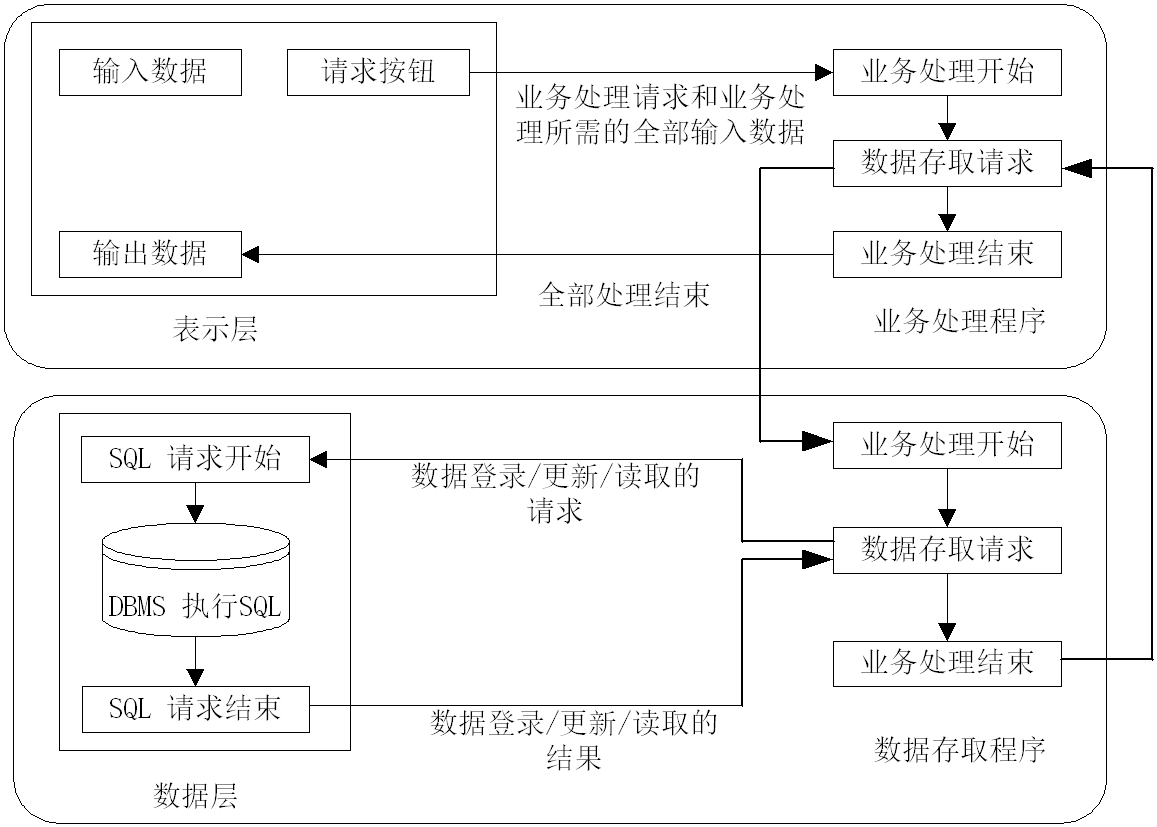 输入数据
请求按钮
业务处理开始
业务处理请求和业务处
理所需的全部输入数据
数据存取请求
输出数据
业务处理结束
全部处理结束
表示层
业务处理程序
SQL 请求开始
业务处理开始
数据登录/更新/读取的
请求
数据存取请求
DBMS 执行SQL
业务处理结束
SQL 请求结束
数据登录/更新/读取的
结果
数据存取程序
数据层